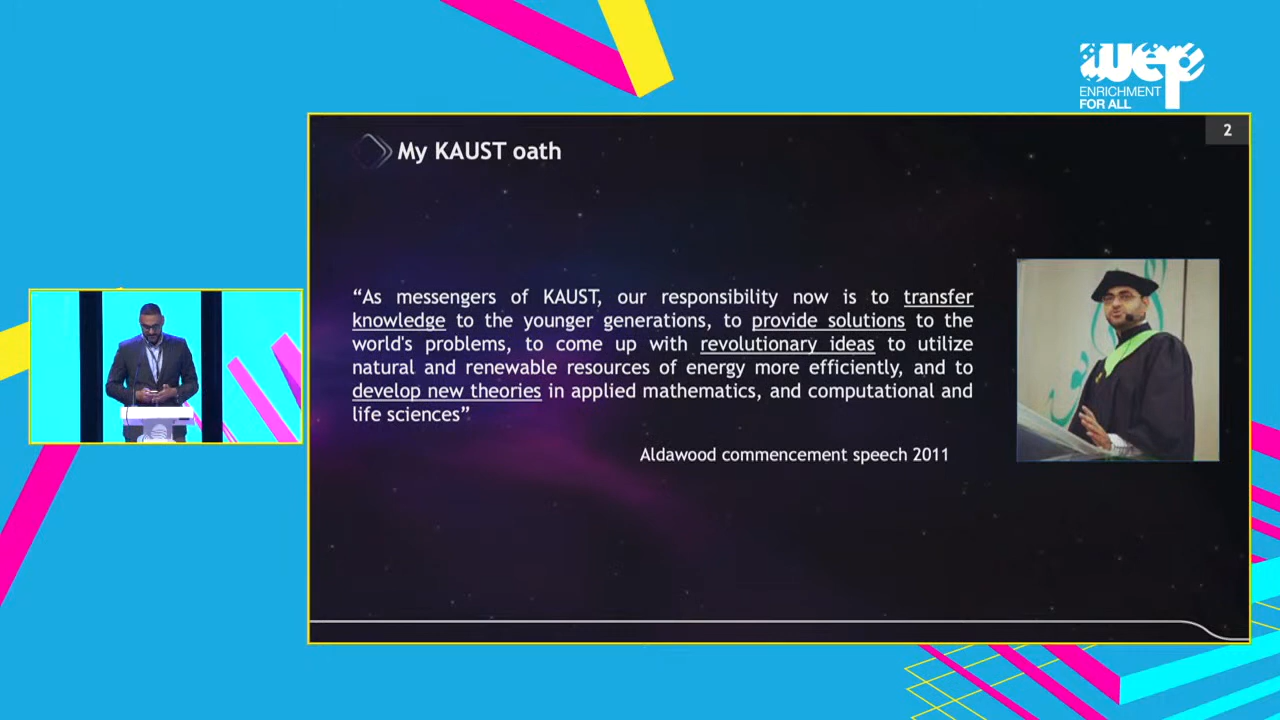 wep
ENRICHMENT
FOR ALL
2
My KAUST oath
“As messengers of KAUST, our responsibility now is to transfer
knowledge to the younger generations, to provide solutions to the
world's problems, to come up with revolutionary ideas to utilize
natural and renewable resources of energy more efficiently, and to
develop new theories in applied mathematics, and computational and
life sciences”
Aldawood commencement speech 2011